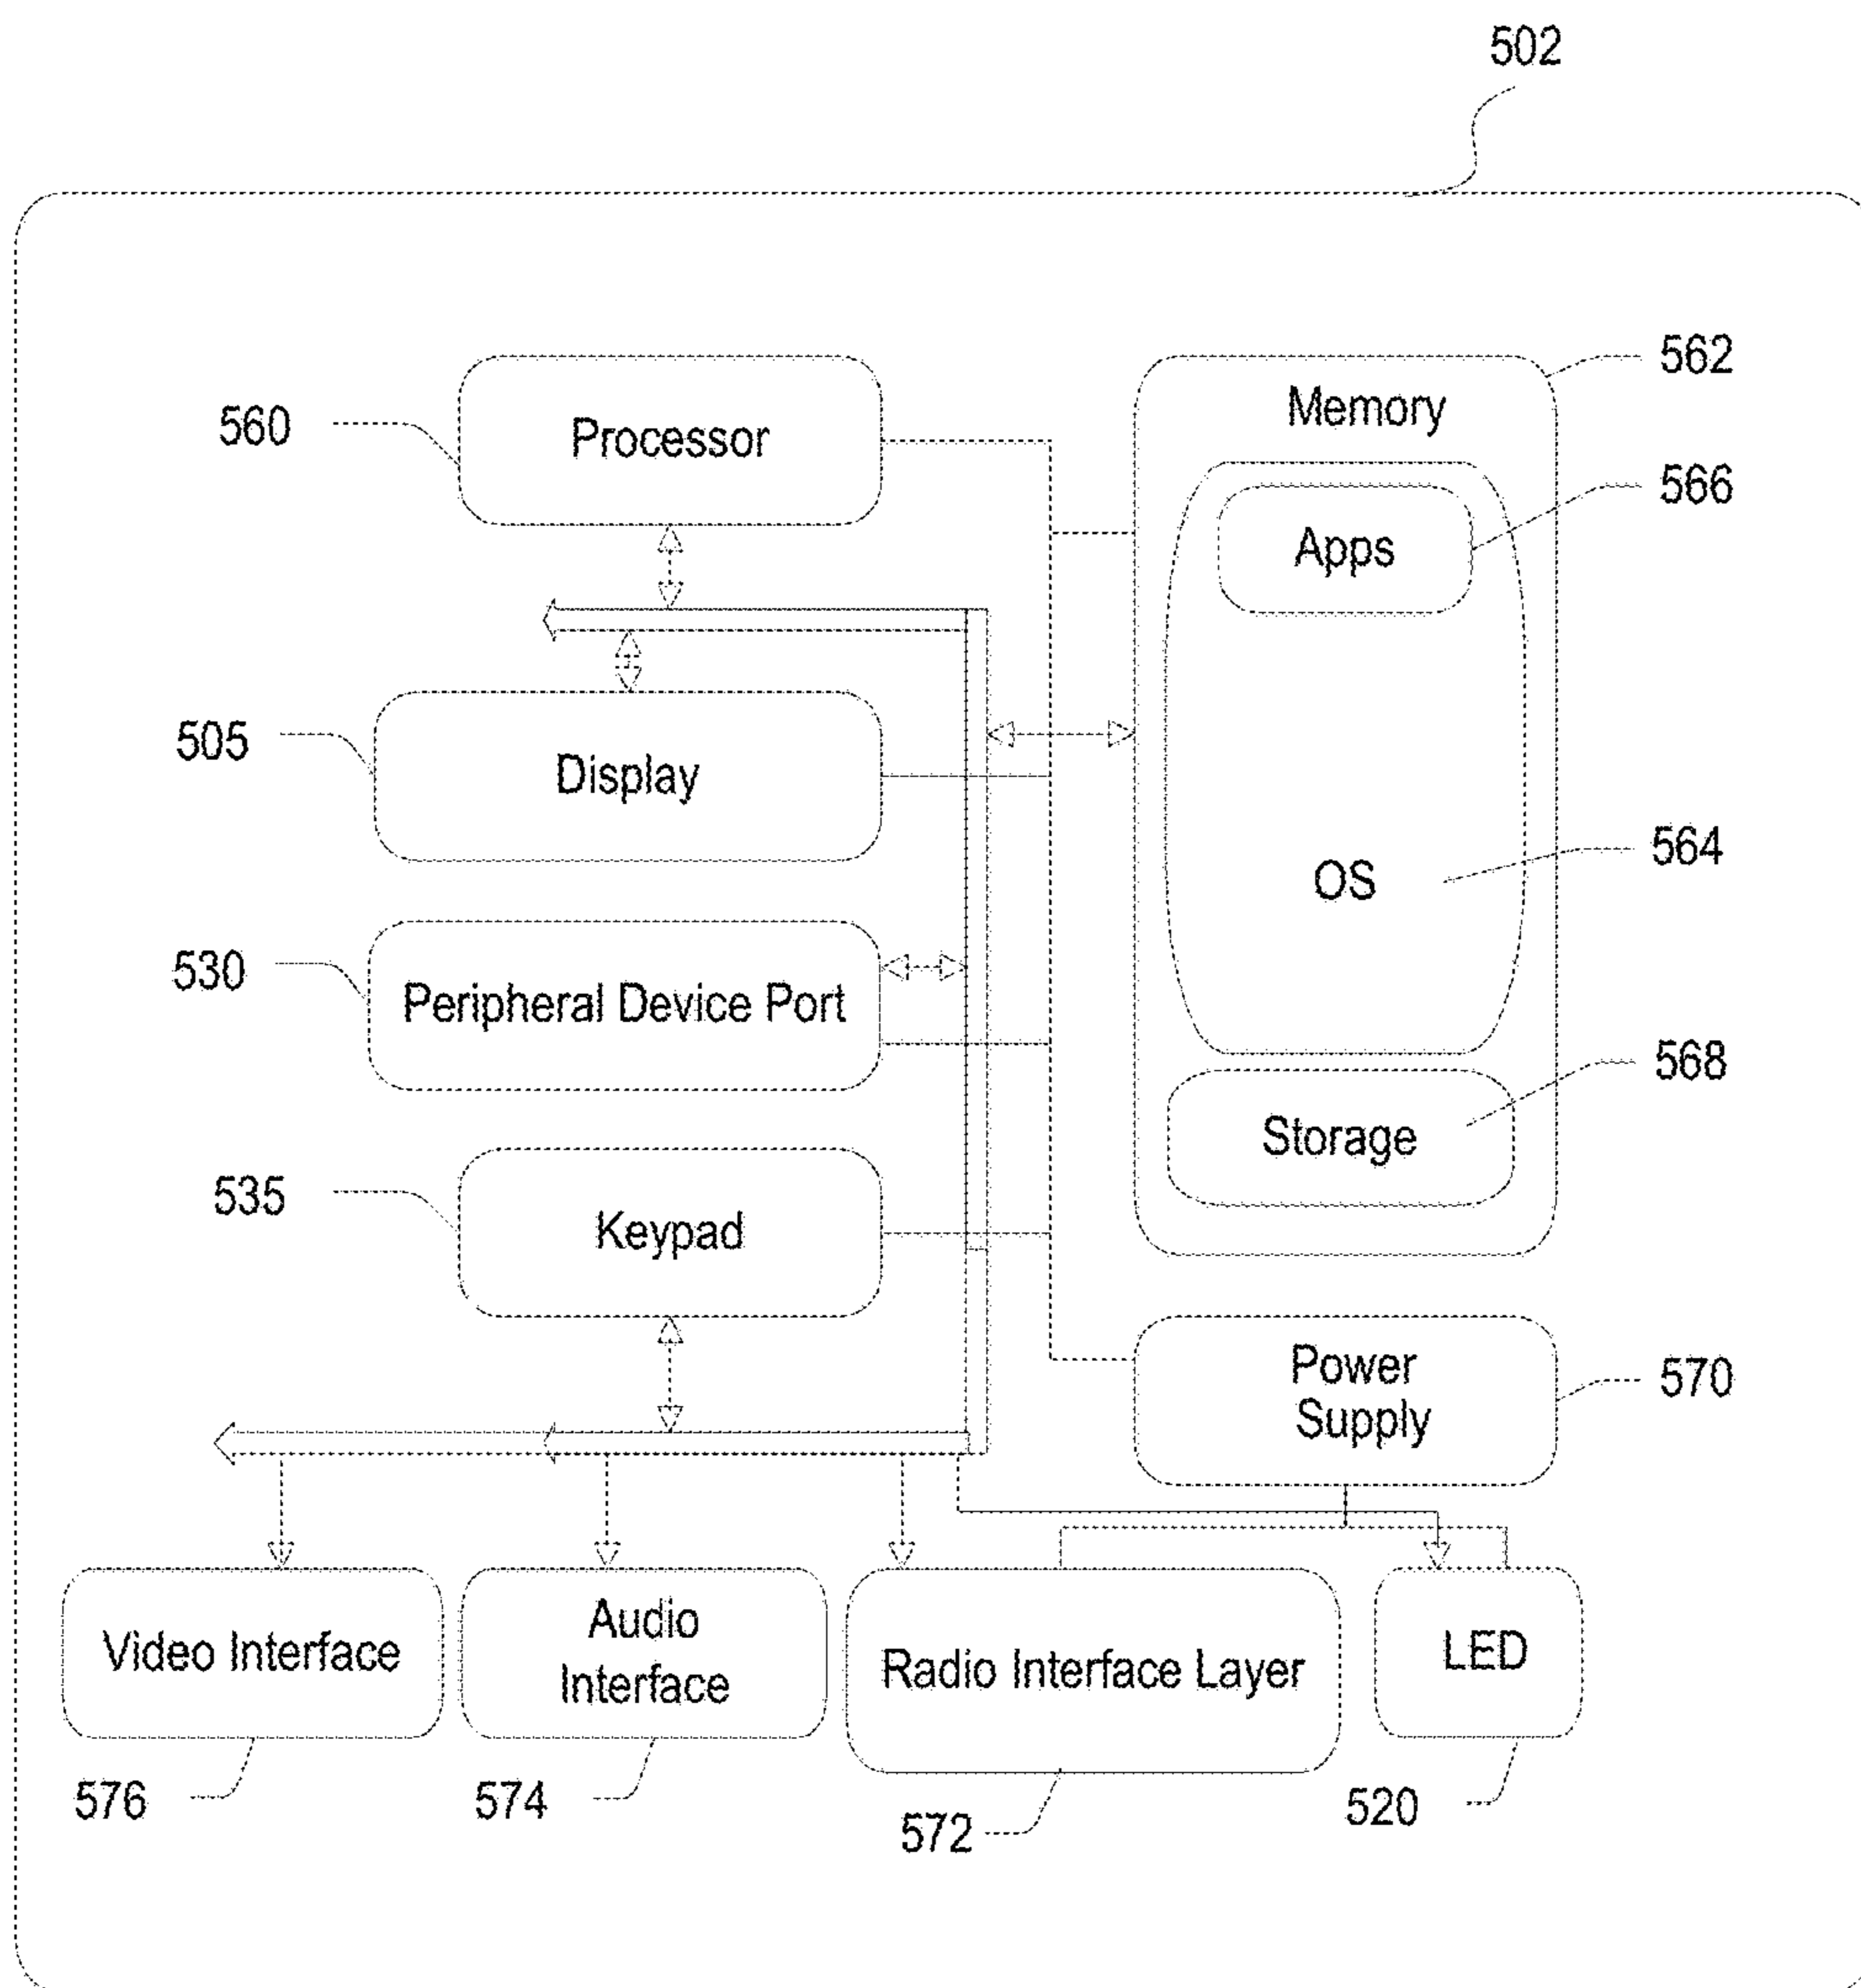 502
562
Memory
560
Processor
566
Apps
505
Display
564
OS
530
Peripheral Device Port
568
Storage
535
Keypad
Power
Supply
570
Video Interface
Audio
Interface
Radio Interface Layer
LED
576
574
572
520